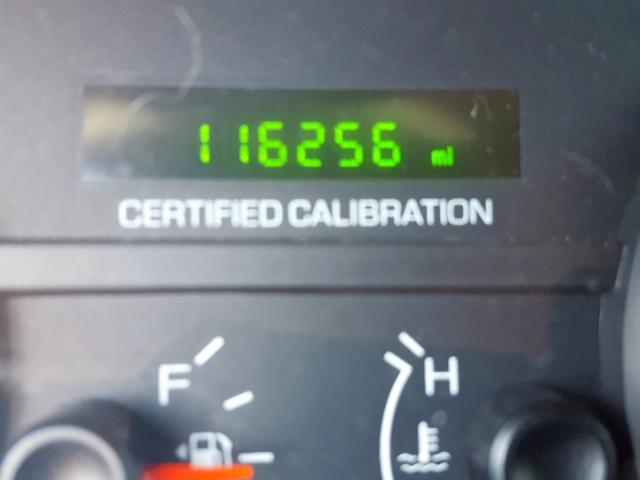 116256 mi
CERTIFIED CALIBRATION
F H